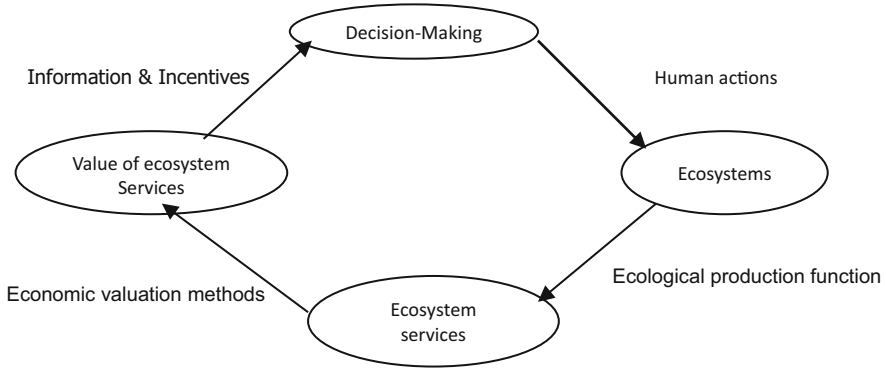 Decision-Making
Information & Incentives
Human actions
Value of ecosystem
Services
Ecosystems
Ecological production function
Economic valuation methods
Ecosystem
services